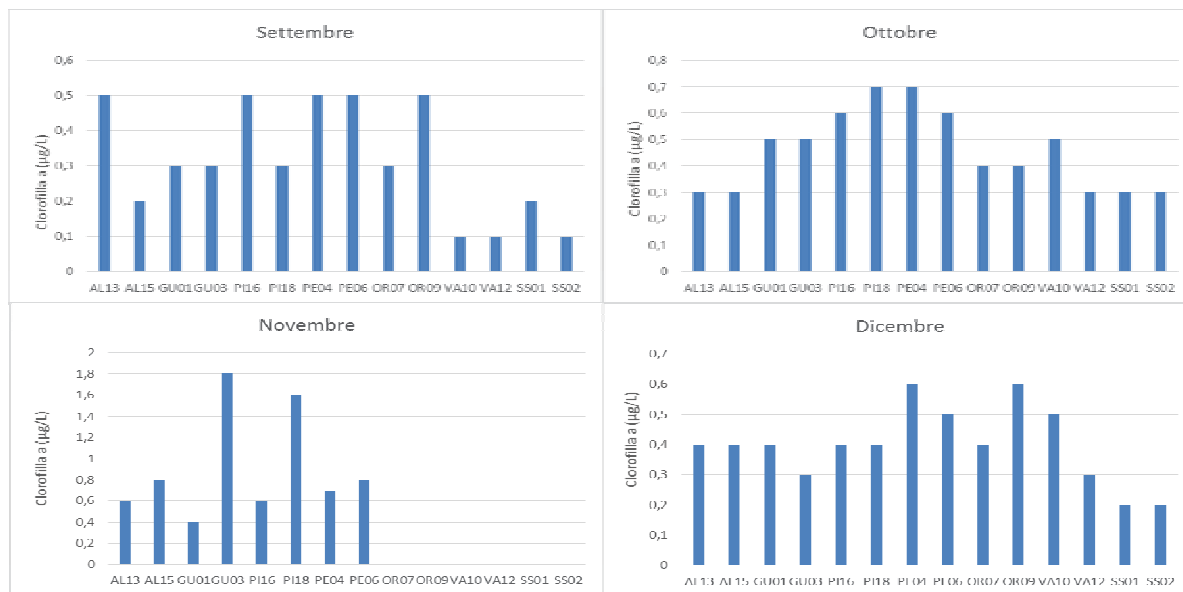 Settembre
Clorofilla a (µg/L)
0,6
0,5
0,4
0,3
0,2
0,1
0
AL13 AL15 GU01 GU03 PI16 PI18 PE04 PE06 OR07 OR09 VA10 VA12 SS01 SS02
Ottobre
Clorofilla a (µg/L)
0,8
0,7
0,6
0,5
0,4
0,3
0,2
0,1
0
AL13 AL15 GU01 GU03 PI16 PI18 PE04 PE06 OR07 OR09 VA10 VA12 SS01 SS02
Novembre
Clorofilla a (µg/L)
2
1,8
1,6
1,4
1,2
1
0,8
0,6
0,4
0,2
0
AL13 AL15 GU01 GU03 PI16 PI18 PE04 PE06 OR07 OR09 VA10 VA12 SS01 SS02
Dicembre
Clorofilla a (µg/L)
0,7
0,6
0,5
0,4
0,3
0,2
0,1
0
AL13 AL15 GU01 GU03 PI16 PI18 PE04 PE06 OR07 OR09 VA10 VA12 SS01 SS02